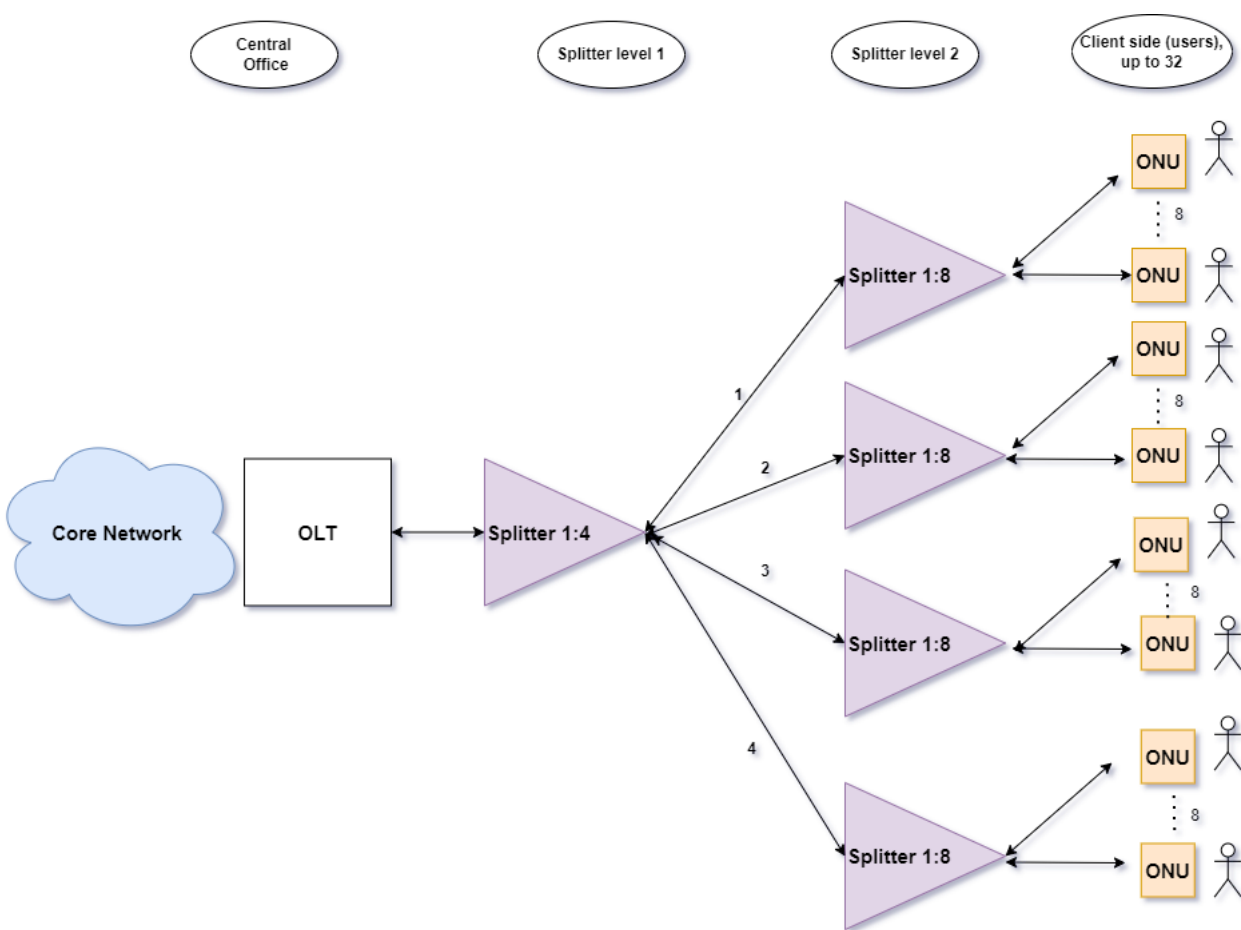 Central
Office
Splitter level 1
Splitter level 2
Client side (users),
up to 32
ONU
8
ONU
Splitter 1:8
ONU
8
ONU
Splitter 1:8
1
2
Core Network
OLT
Splitter 1:4
3
ONU
8
ONU
Splitter 1:8
4
ONU
8
ONU
Splitter 1:8